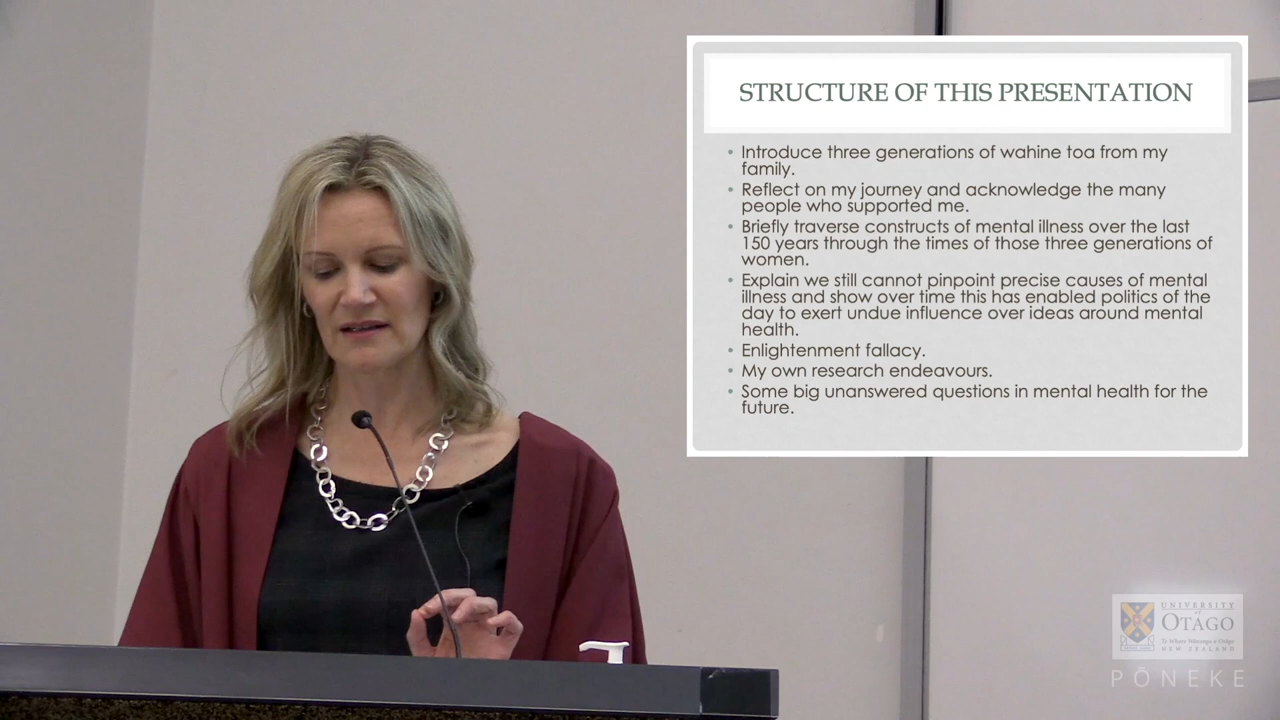 STRUCTURE OF THIS PRESENTATION
• Introduce three generations of wahine toa from my
family.
• Reflect on my journey and acknowledge the many
people who supported me.
• Briefly traverse constructs of mental illness over the last
150 years through the times of those three generations of
women.
• Explain we still cannot pinpoint precise causes of mental
illness and show over time this has enabled politics of the
day to exert undue influence over ideas around mental
health.
• Enlightenment fallacy.
• My own research endeavours.
• Some big unanswered questions in mental health for the
future.
UNIVERSITY
of
OTAGO
Te Whare Wānanga o Otāgo
NEW ZEALAND
PŌNEKE